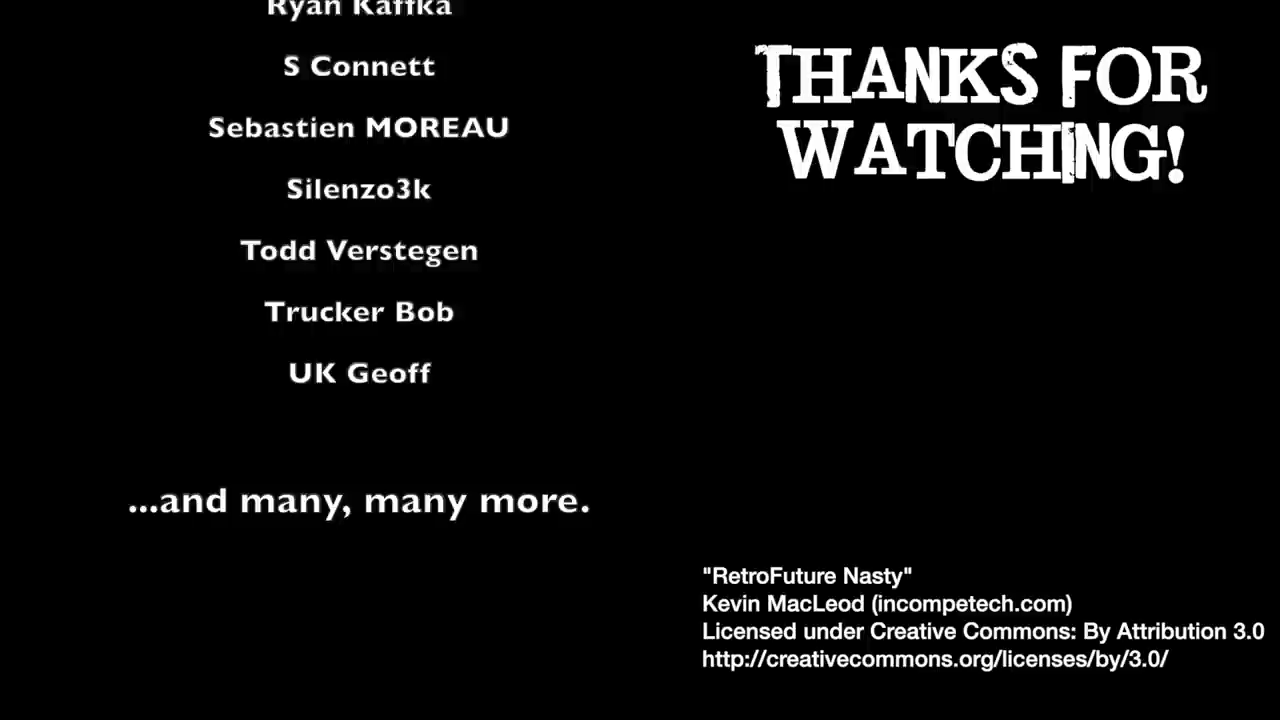 Ryan Kaffka
S Connett
Sebastien MOREAU
Silenzo3k
Todd Verstegen
Trucker Bob
UK Geoff
...and many, many more.
THANKS FOR
WATCHING!
"RetroFuture Nasty"
Kevin MacLeod (incompetech.com)
Licensed under Creative Commons: By Attribution 3.0
http://creativecommons.org/licenses/by/3.0/